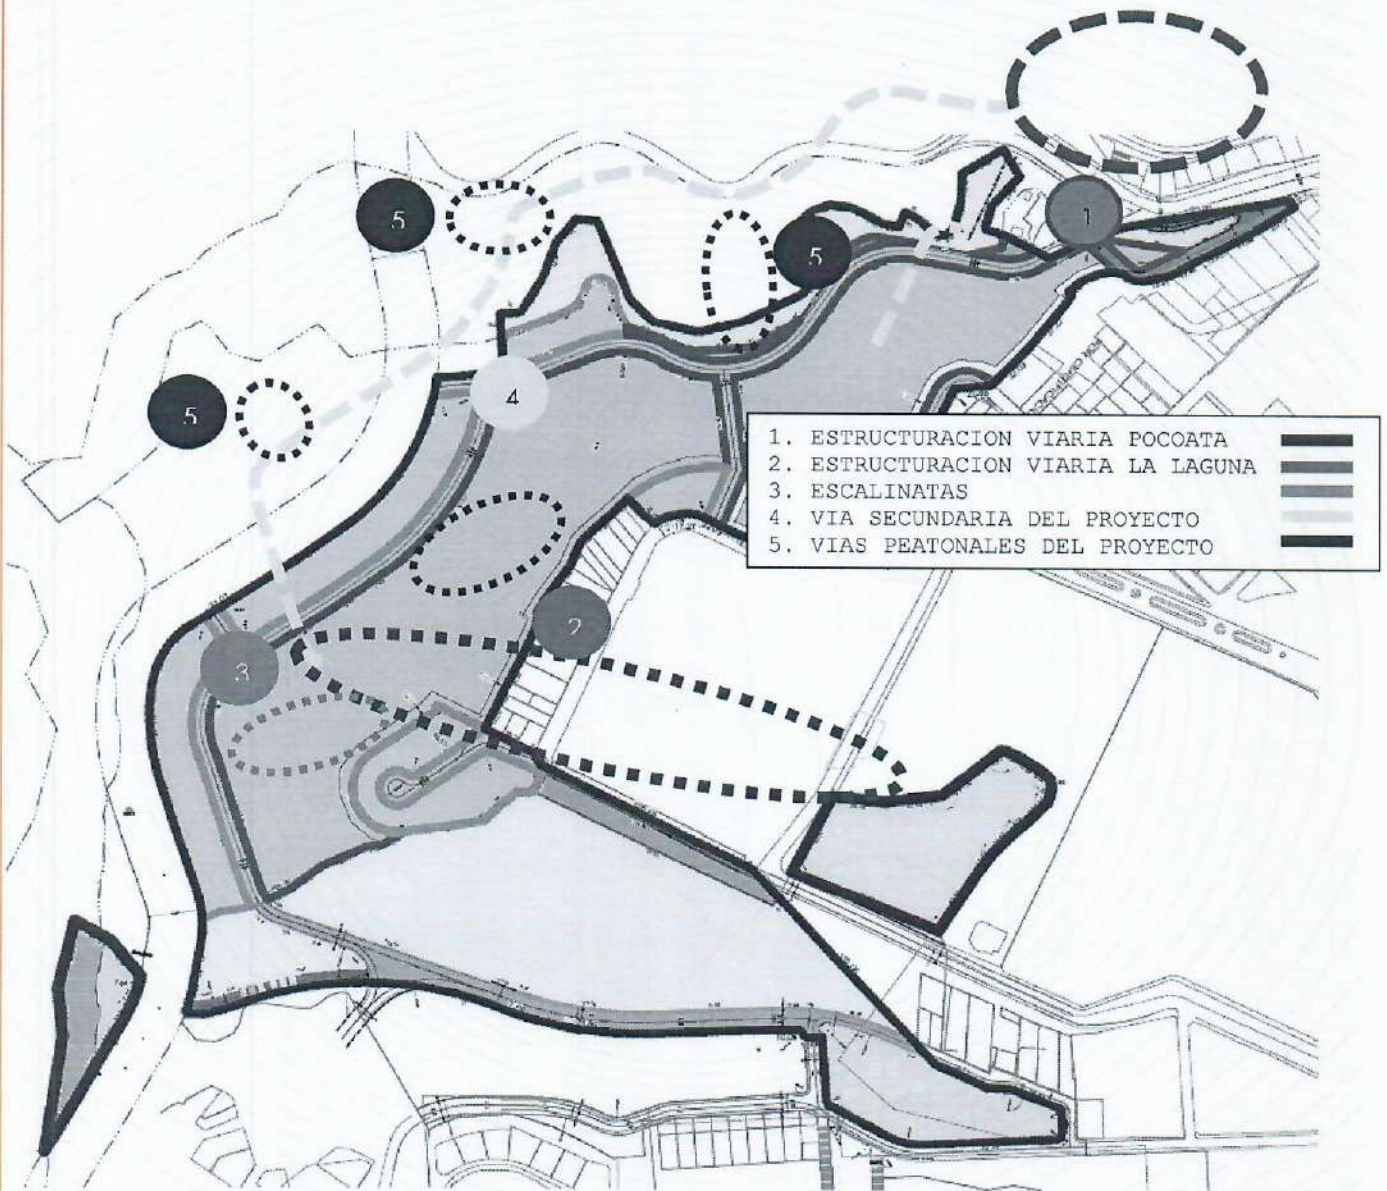 5
5
1
5
4
1. ESTRUCTURACION VIARIA POCOATA
2. ESTRUCTURACION VIARIA LA LAGUNA
3. ESCALINATAS
4. VIA SECUNDARIA DEL PROYECTO
5. VIAS PEATONALES DEL PROYECTO
2
3